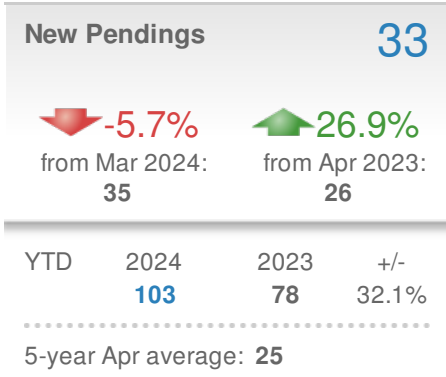 New Pendings 33
-5.7% 26.9%
from Mar 2024: from Apr 2023:
35 26
YTD 2024 2023 +/-
103 78 32.1%
5-year Apr average: 25